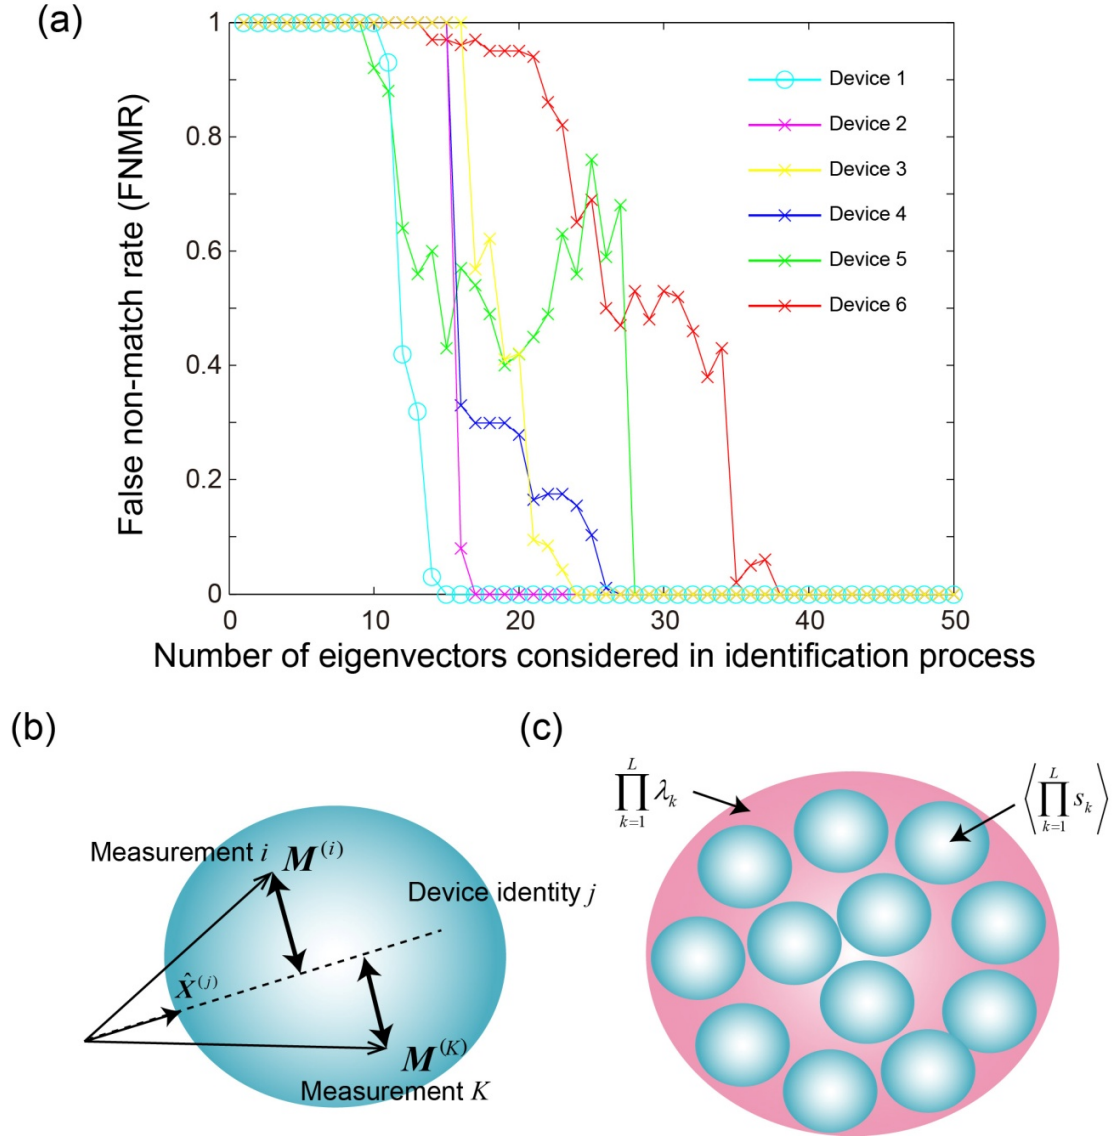 (a)
False non-match rate (FNMR)
1
0.8
0.6
0.4
0.2
0
0 10 20 30 40 50
Number of eigenvectors considered in identification process
Device 1
Device 2
Device 3
Device 4
Device 5
Device 6
(b)
Measurement i M^(i)
Device identity j
X̂^(j)
M^(K)
Measurement K
(c)
∏_{k=1}^{L} λ_k
⟨∏_{k=1}^{L} s_k⟩